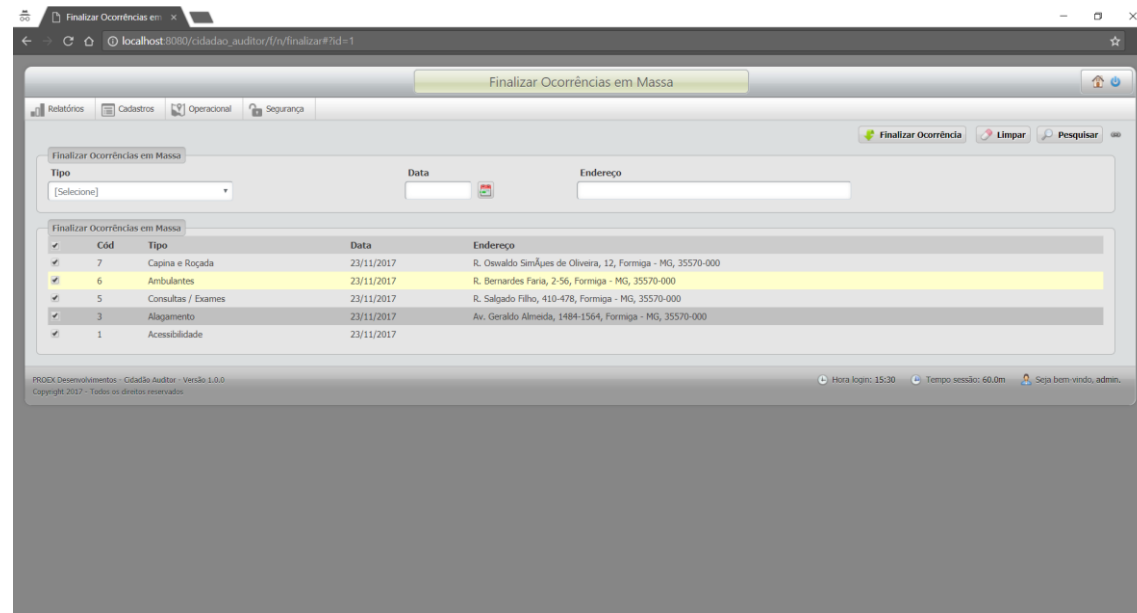 Finalizar Ocorrências em
localhost:8080/cidadao_auditor/f/n/finalizar#?id=1
Finalizar Ocorrências em Massa
Relatórios Cadastros Operacional Segurança
Finalizar Ocorrência Limpar Pesquisar
Finalizar Ocorrências em Massa
Tipo Data Endereço
[Selecione]
Finalizar Ocorrências em Massa
Cód Tipo Data Endereço
7 Capina e Roçada 23/11/2017 R. Oswaldo SimÃµes de Oliveira, 12, Formiga - MG, 35570-000
6 Ambulantes 23/11/2017 R. Bernardes Faria, 2-56, Formiga - MG, 35570-000
5 Consultas / Exames 23/11/2017 R. Salgado Filho, 410-478, Formiga - MG, 35570-000
3 Alagamento 23/11/2017 Av. Geraldo Almeida, 1484-1564, Formiga - MG, 35570-000
1 Acessibilidade 23/11/2017
PROEX Desenvolvimentos - Cidadão Auditor - Versão 1.0.0 Hora login: 15:30 Tempo sessão: 60.0m Seja bem vindo, admin.
Copyright 2017 - Todos os direitos reservados